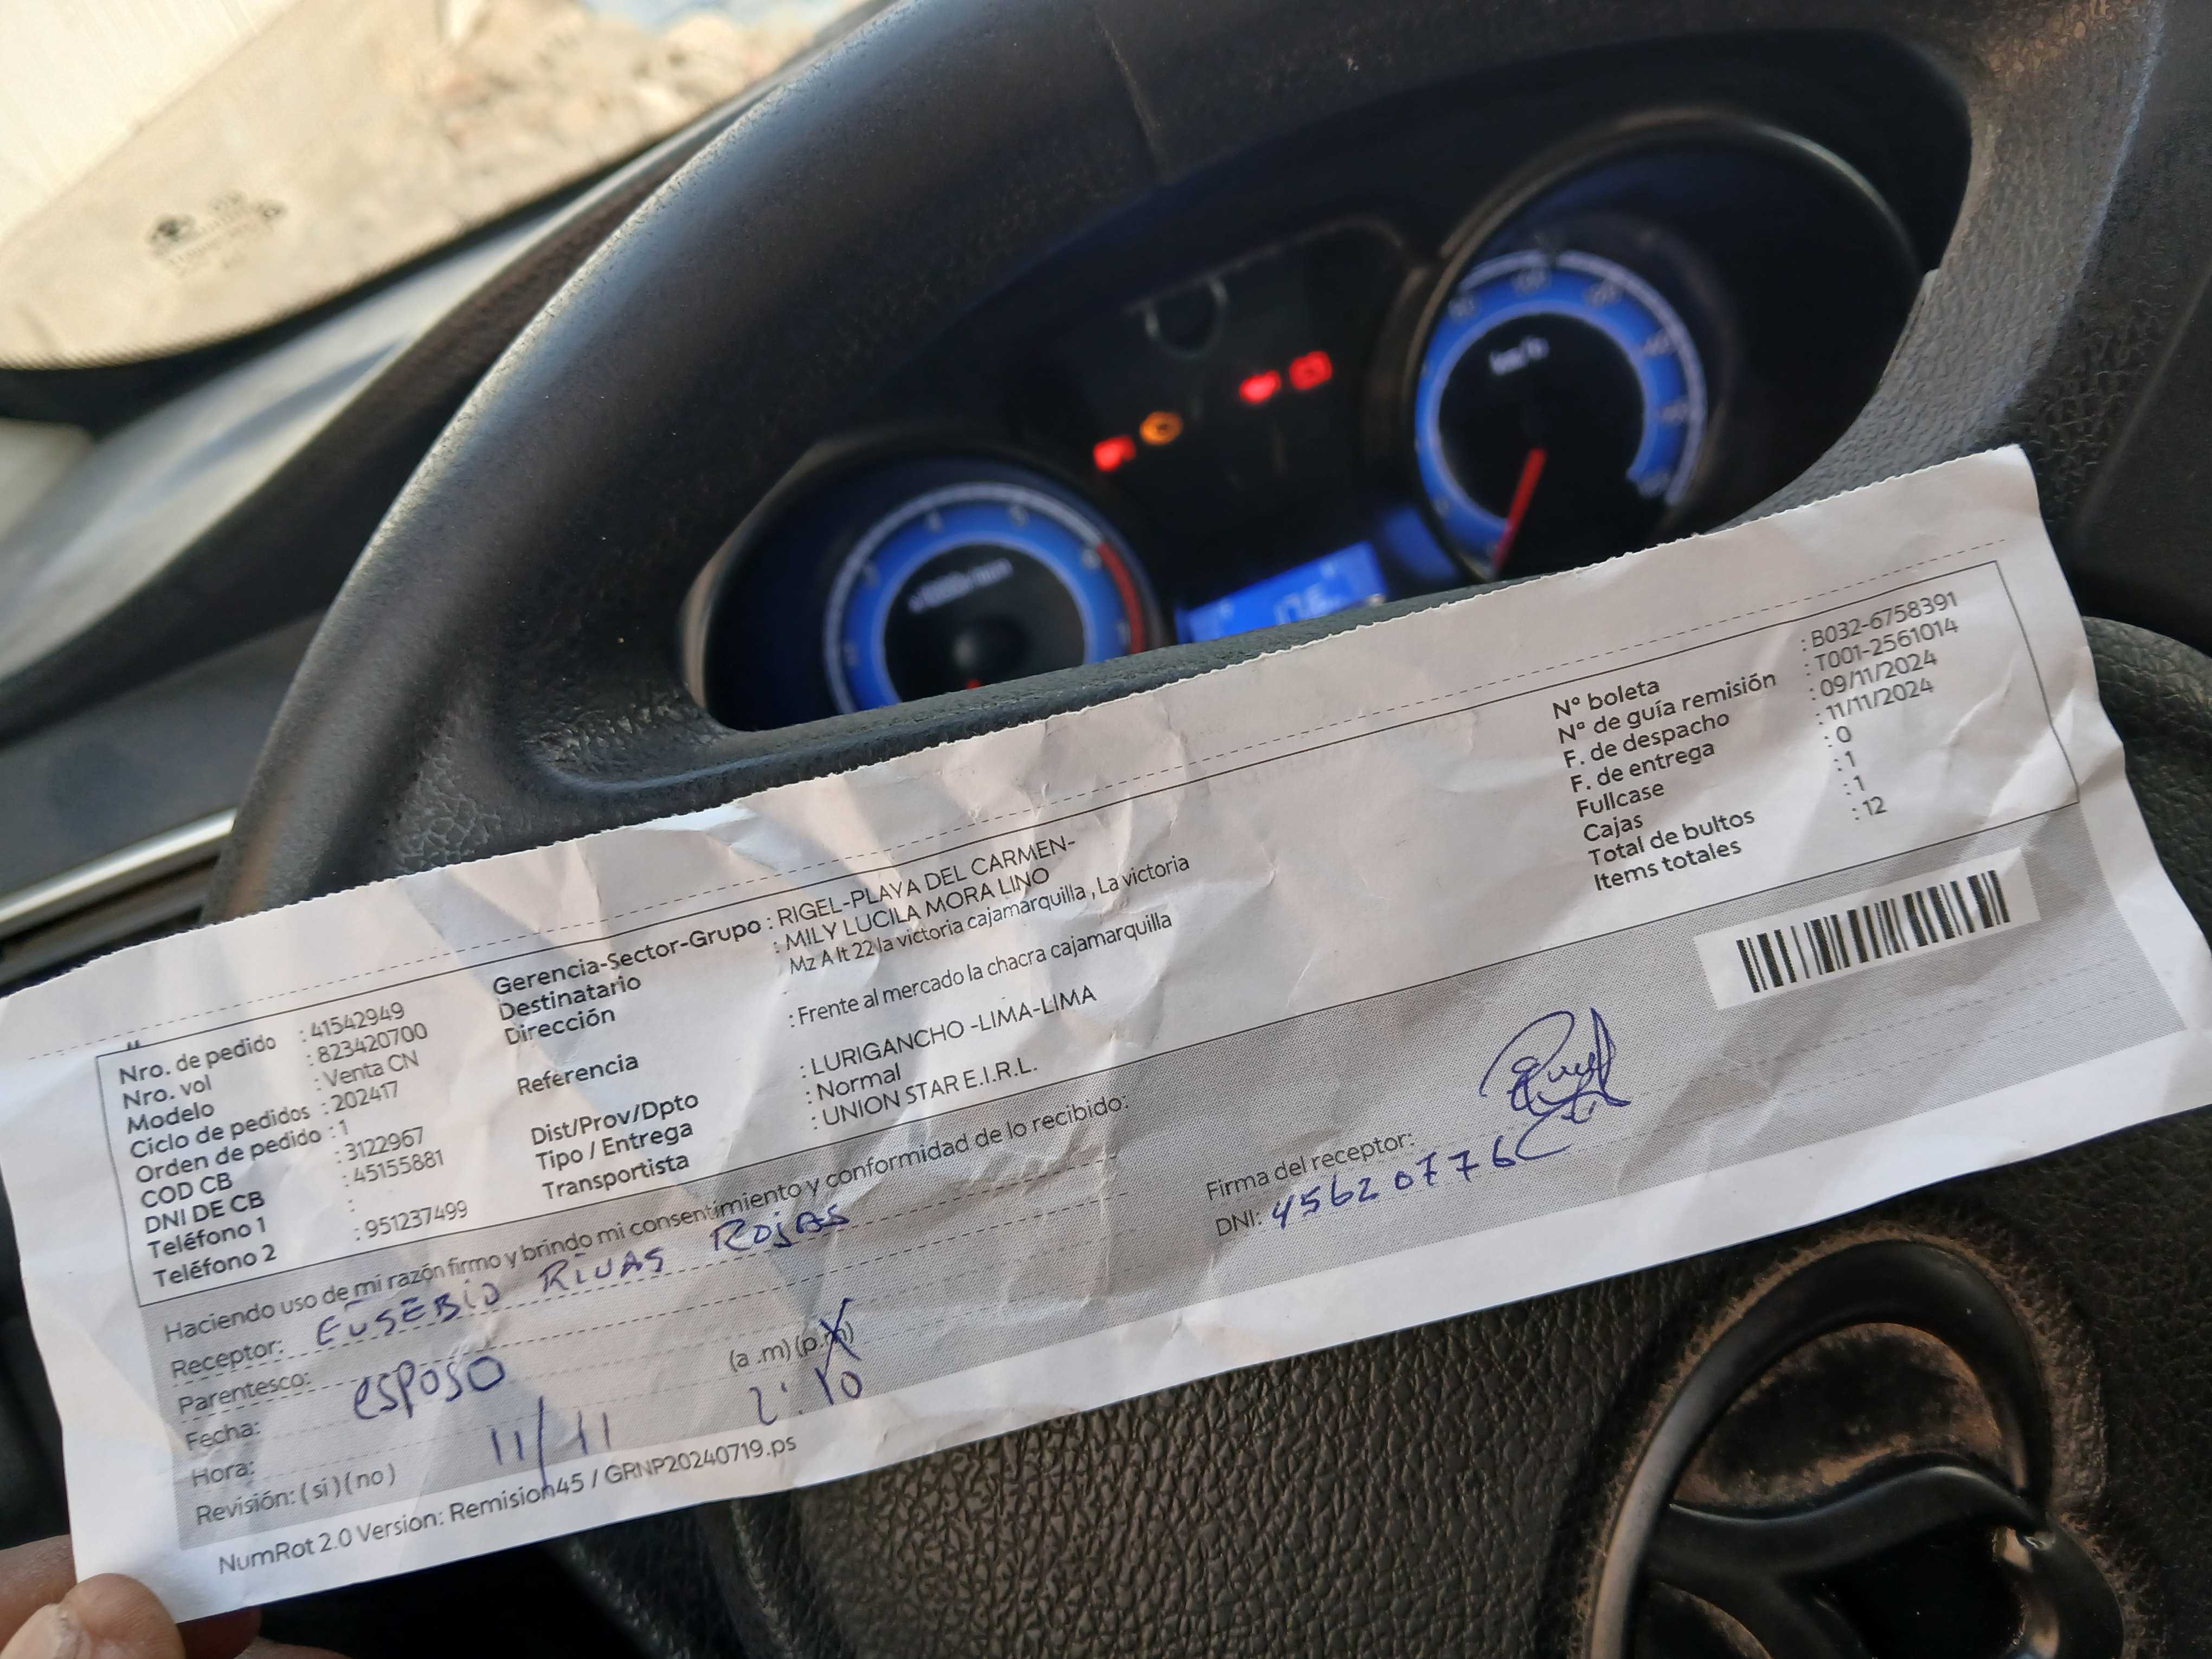 Nro. de pedido : 41542949
Nro. vol : 823420700
Modelo : Venta CN
Ciclo de pedidos : 202417
Orden de pedido : 1
COD CB : 3122967
DNI DE CB : 45155881
Teléfono 1 :
Teléfono 2 : 951237499
Gerencia-Sector-Grupo : RIGEL-PLAYA DEL CARMEN-
Destinatario : MILY LUCILA MORA LINO
Dirección Mz A lt 22 la victoria cajamarquilla , La victoria
Referencia : Frente al mercado la chacra cajamarquilla
Dist/Prov/Dpto : LURIGANCHO -LIMA-LIMA
Tipo / Entrega : Normal
Transportista : UNION STAR E.I.R.L.
N° boleta : B032-6758391
N° de guía remisión : T001-2561014
F. de despacho : 09/11/2024
F. de entrega : 11/11/2024
Fullcase : 0
Cajas : 1
Total de bultos : 1
Items totales : 12
Haciendo uso de mi razón firmo y brindo mi consentimiento y conformidad de lo recibido:
Receptor: EUSEBIO RIVAS ROJAS
Parentesco: esposo
Fecha: 11/11
Hora: (a .m) (p.m) 2:10
Revisión: ( si ) ( no )
Firma del receptor:
DNI: 45620776
NumRot 2.0 Version: Remision45 / GRNP20240719.ps
km/h